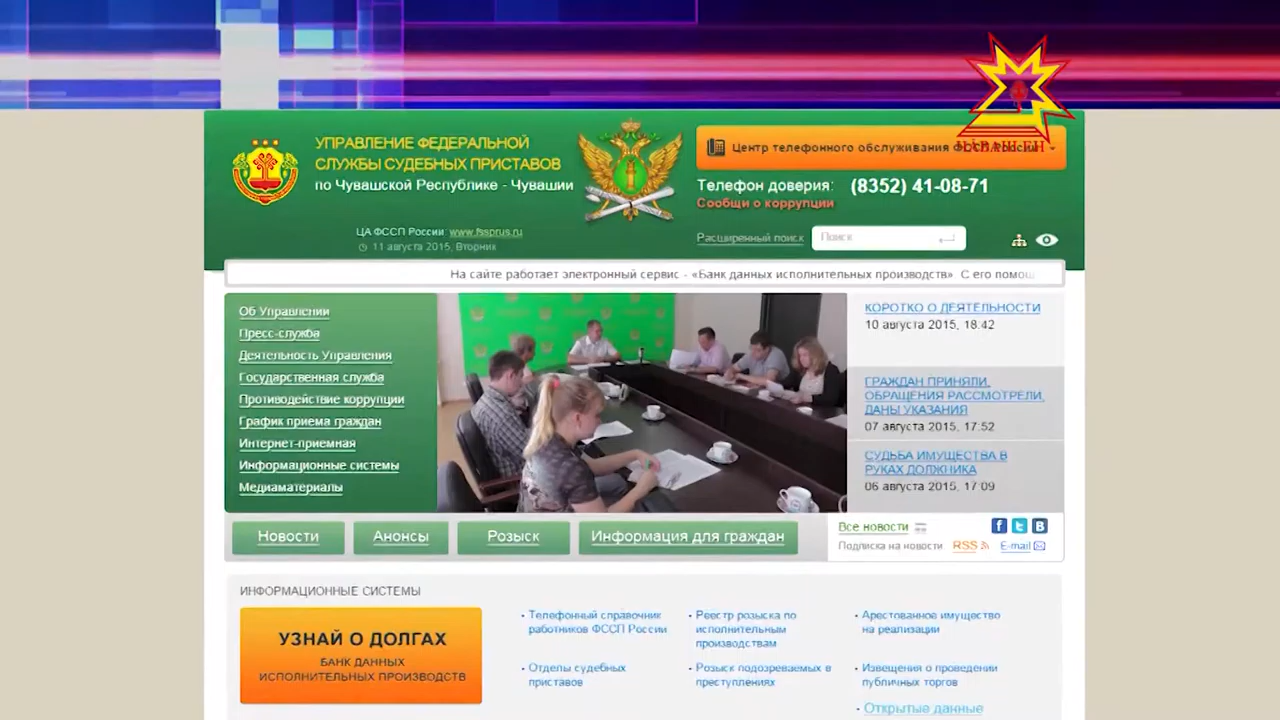 УПРАВЛЕНИЕ ФЕДЕРАЛЬНОЙ
СЛУЖБЫ СУДЕБНЫХ ПРИСТАВОВ
по Чувашской Республике - Чувашии
ЦА ФССП России www.fssprus.ru
11 августа 2015, Вторник
Центр телефонного обслуживания
Телефон доверия: (8352) 41-08-71
Сообщи о коррупции
Расширенный поиск Поиск
На сайте работает электронный сервис - «Банк данных исполнительных производств» С его помощ
Об Управлении
Пресс-служба
Деятельность Управления
Государственная служба
Противодействие коррупции
График приема граждан
Интернет-приемная
Информационные системы
Медиаматериалы
КОРОТКО О ДЕЯТЕЛЬНОСТИ
10 августа 2015, 18:42
ГРАЖДАН ПРИНЯЛИ,
ОБРАЩЕНИЯ РАССМОТРЕЛИ,
ДАНЫ УКАЗАНИЯ
07 августа 2015, 17:52
СУДЬБА ИМУЩЕСТВА В
РУКАХ ДОЛЖНИКА
06 августа 2015, 17:09
Новости Анонсы Розыск Информация для граждан
Все новости
Подписка на новости RSS E-mail
ИНФОРМАЦИОННЫЕ СИСТЕМЫ
УЗНАЙ О ДОЛГАХ
БАНК ДАННЫХ
ИСПОЛНИТЕЛЬНЫХ ПРОИЗВОДСТВ
Телефонный справочник
работников ФССП России
Отделы судебных
приставов
Реестр розыска по
исполнительным
производствам
Розыск подозреваемых в
преступлениях
Арестованное имущество
на реализации
Извещения о проведении
публичных торгов
Открытые данные